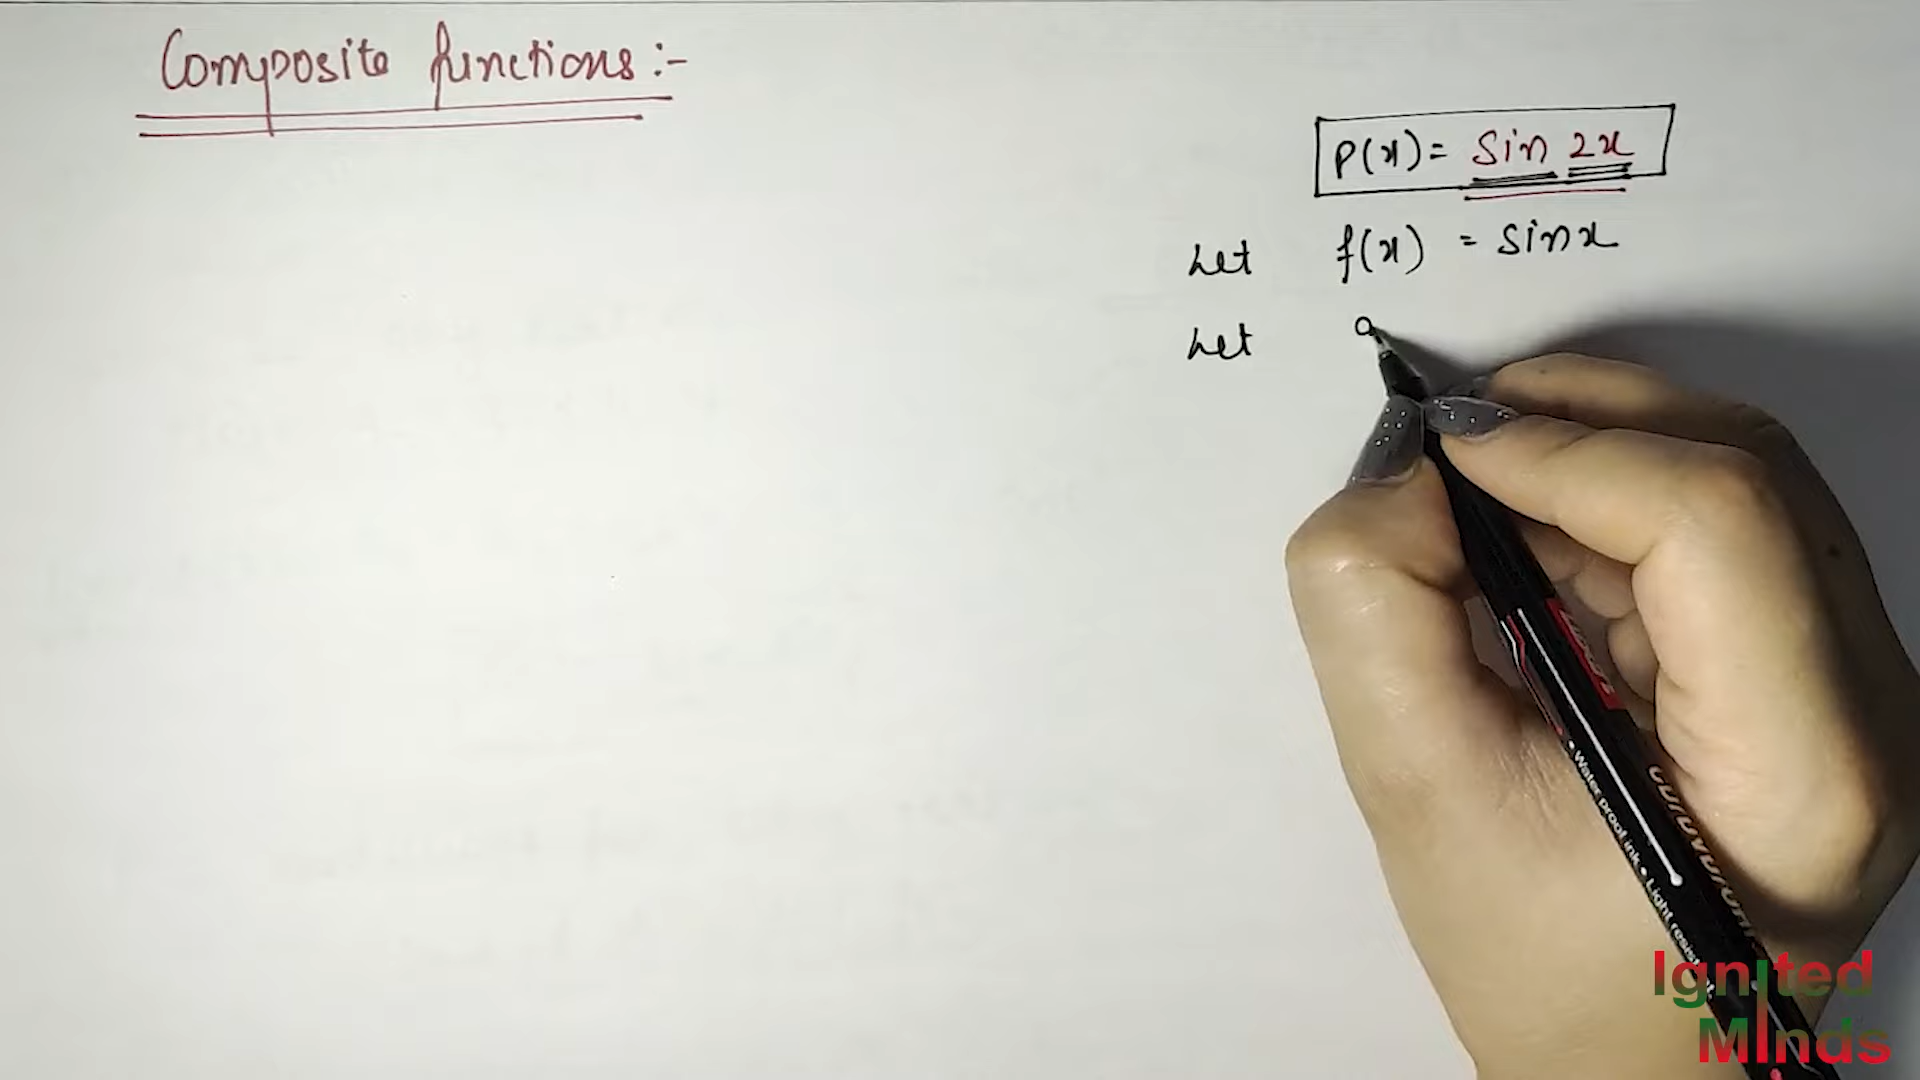 Composite functions :-
P(x) = Sin 2x
Let f(x) = sinx
Let
Water proof ink • Light resist
Ignited
Minds